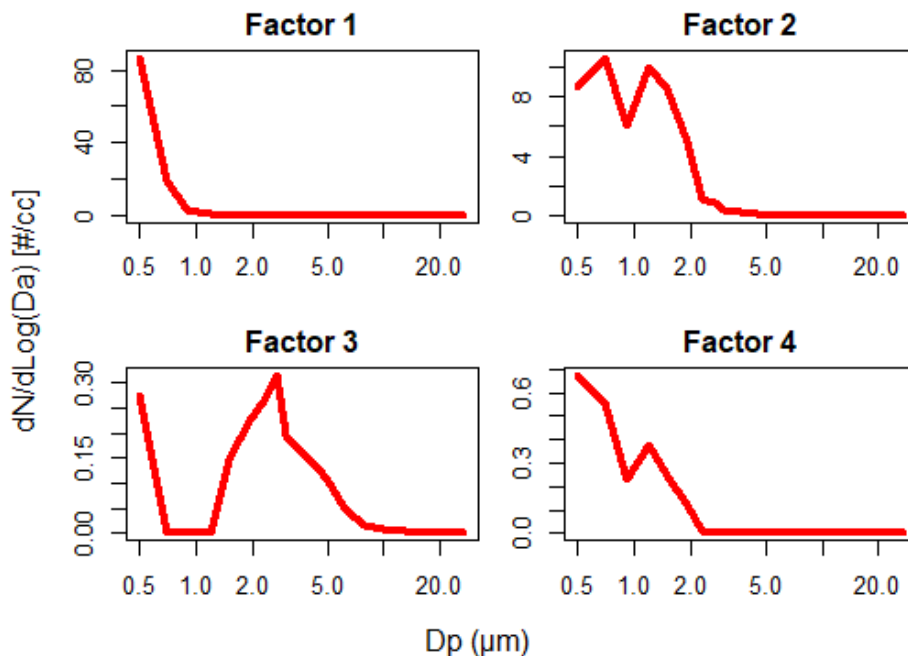 Factor 1
Factor 2
80
40
0
8
4
0
0.5 1.0 2.0 5.0 20.0
0.5 1.0 2.0 5.0 20.0
dN/dLog(Da) [#/cc]
Factor 3
Factor 4
0.30
0.15
0.00
0.6
0.3
0.0
0.5 1.0 2.0 5.0 20.0
0.5 1.0 2.0 5.0 20.0
Dp (µm)